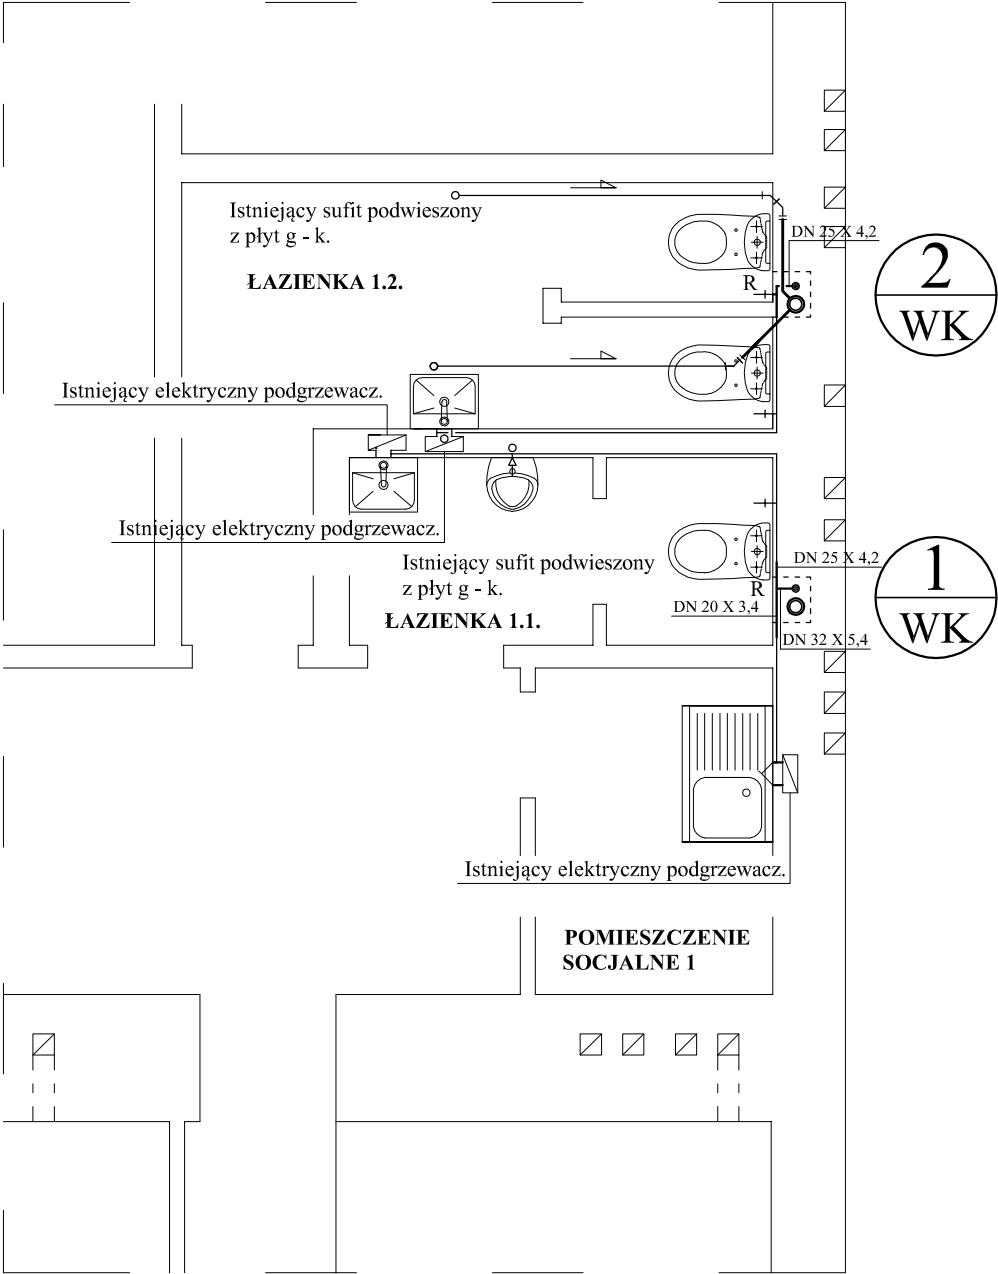 Istniejący sufit podwieszony
z płyt g - k.
ŁAZIENKA 1.2.
DN 25 X 4,2
R
2
WK
Istniejący elektryczny podgrzewacz.
Istniejący elektryczny podgrzewacz.
Istniejący sufit podwieszony
z płyt g - k.
ŁAZIENKA 1.1.
DN 25 X 4,2
R
DN 20 X 3,4
DN 32 X 5,4
1
WK
Istniejący elektryczny podgrzewacz.
POMIESZCZENIE
SOCJALNE 1